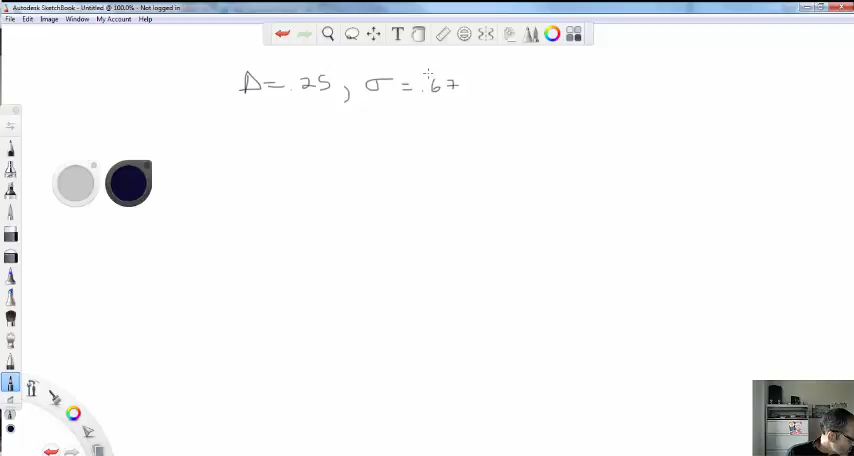 Autodesk SketchBook - Untitled @ 100.0% - Not logged in
File Edit Image Window My Account Help
Δ = .25 , σ = .67